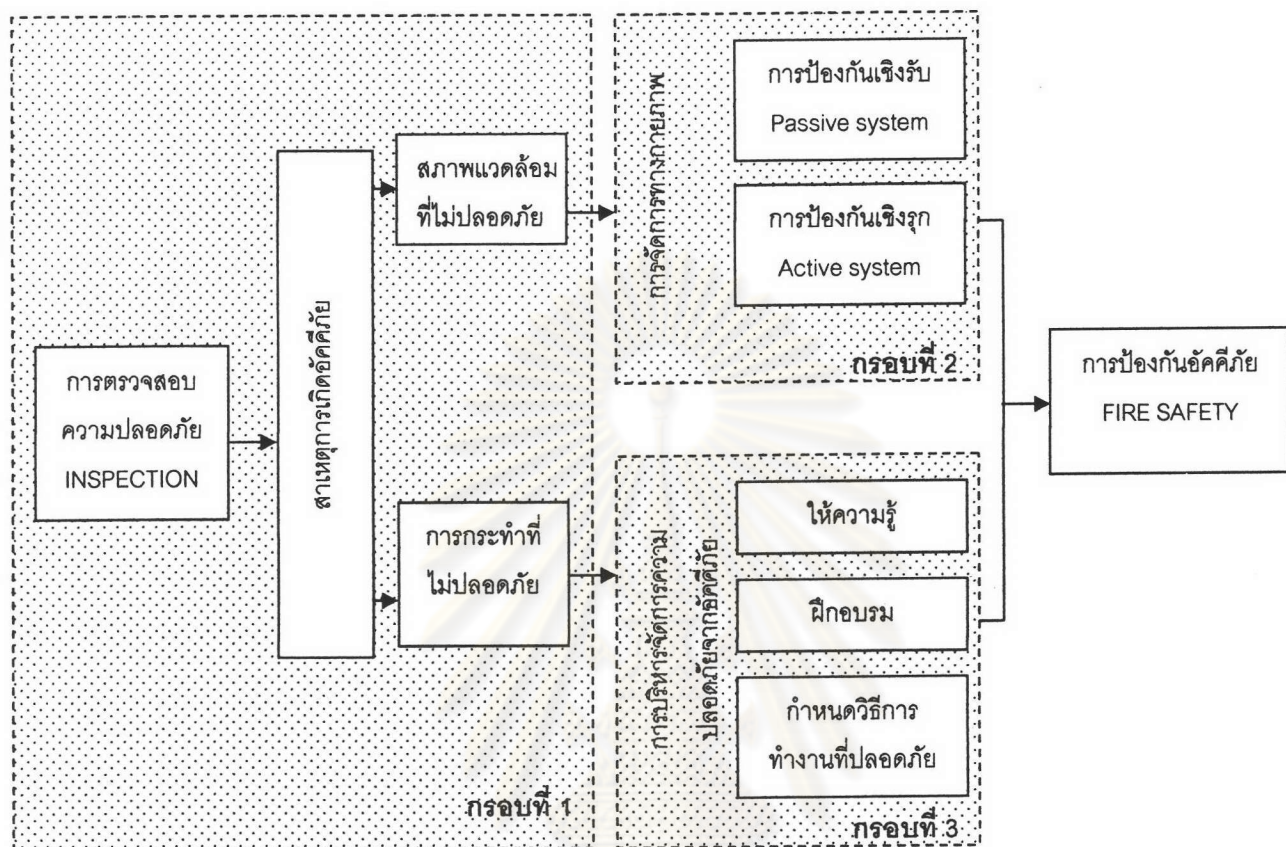 การตรวจสอบ
ความปลอดภัย
INSPECTION
สาเหตุการเกิดอัคคีภัย
สภาพแวดล้อม
ที่ไม่ปลอดภัย
การกระทำที่
ไม่ปลอดภัย
กรอบที่ 1
การจัดการทางกายภาพ
การป้องกันเชิงรับ
Passive system
การป้องกันเชิงรุก
Active system
กรอบที่ 2
การบริหารจัดการความ
ปลอดภัยจากอัคคีภัย
ให้ความรู้
ฝึกอบรม
กำหนดวิธีการ
ทำงานที่ปลอดภัย
กรอบที่ 3
การป้องกันอัคคีภัย
FIRE SAFETY